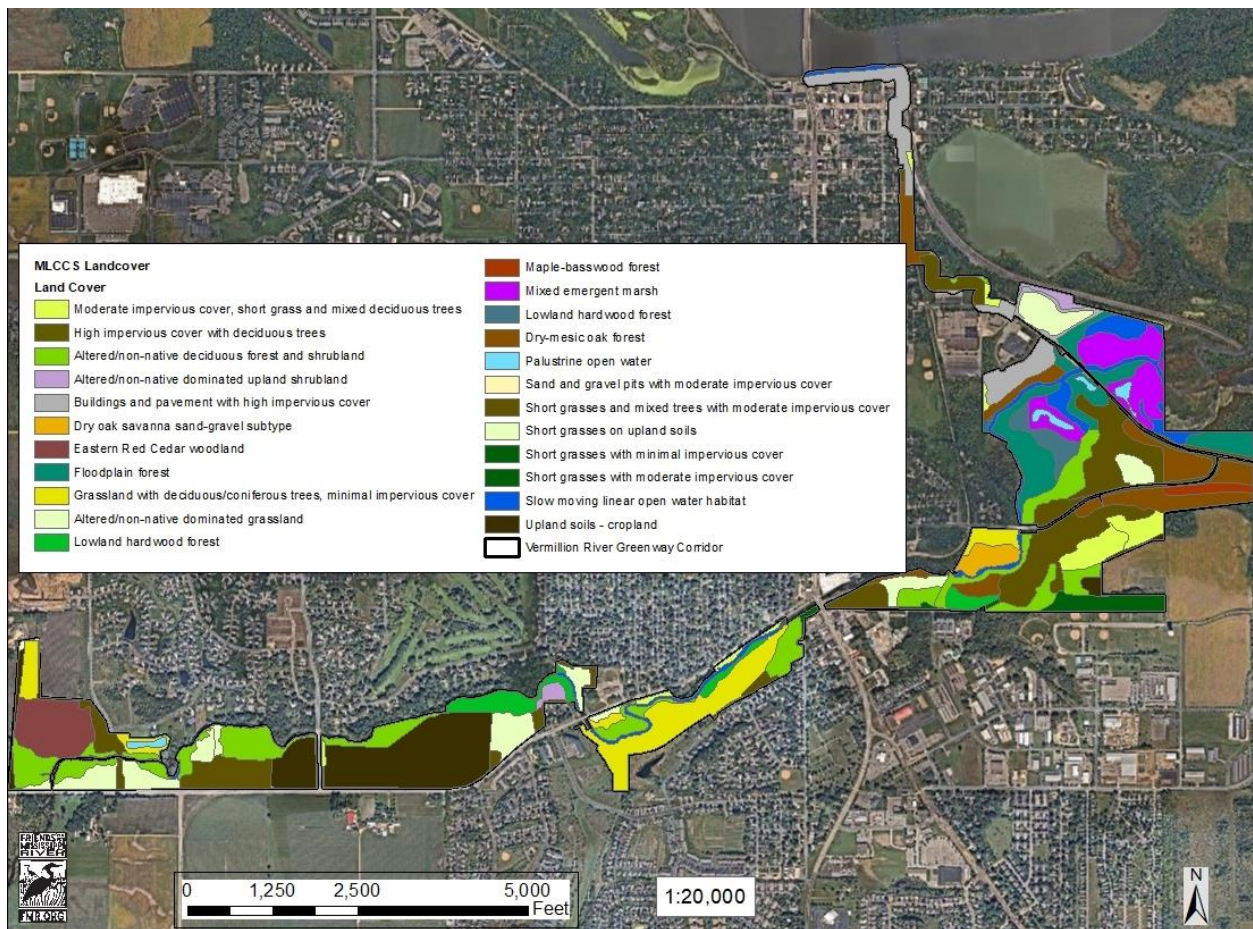 MLCCS Landcover
Land Cover
Moderate impervious cover, short grass and mixed deciduous trees
High impervious cover with deciduous trees
Altered/non-native deciduous forest and shrubland
Altered/non-native dominated upland shrubland
Buildings and pavement with high impervious cover
Dry oak savanna sand-gravel subtype
Eastern Red Cedar woodland
Floodplain forest
Grassland with deciduous/coniferous trees, minimal impervious cover
Altered/non-native dominated grassland
Lowland hardwood forest
Maple-basswood forest
Mixed emergent marsh
Lowland hardwood forest
Dry-mesic oak forest
Palustrine open water
Sand and gravel pits with moderate impervious cover
Short grasses and mixed trees with moderate impervious cover
Short grasses on upland soils
Short grasses with minimal impervious cover
Short grasses with moderate impervious cover
Slow moving linear open water habitat
Upland soils - cropland
Vermillion River Greenway Corridor
FRIENDS OF THE
MISSISSIPPI
RIVER
FMR.ORG
0 1,250 2,500 5,000
Feet
1:20,000
N